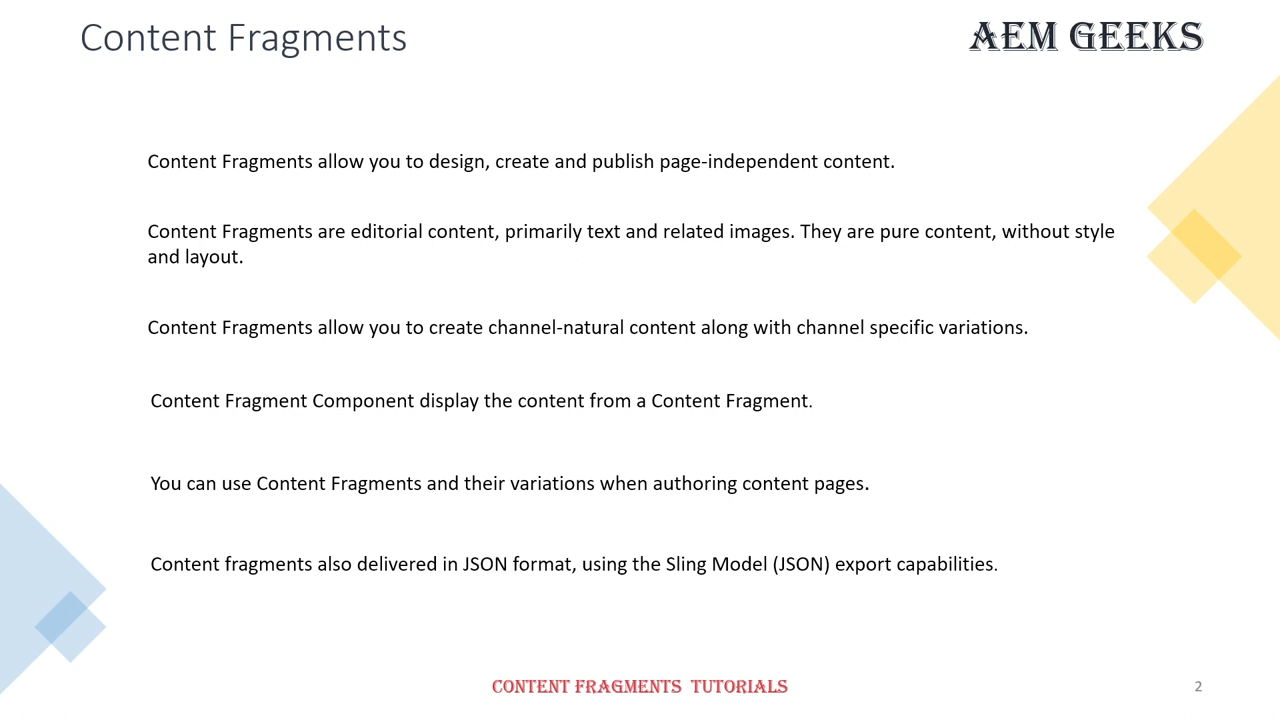 Content Fragments
AEM GEEKS
Content Fragments allow you to design, create and publish page-independent content.
Content Fragments are editorial content, primarily text and related images. They are pure content, without style
and layout.
Content Fragments allow you to create channel-natural content along with channel specific variations.
Content Fragment Component display the content from a Content Fragment.
You can use Content Fragments and their variations when authoring content pages.
Content fragments also delivered in JSON format, using the Sling Model (JSON) export capabilities.
CONTENT FRAGMENTS TUTORIALS
2